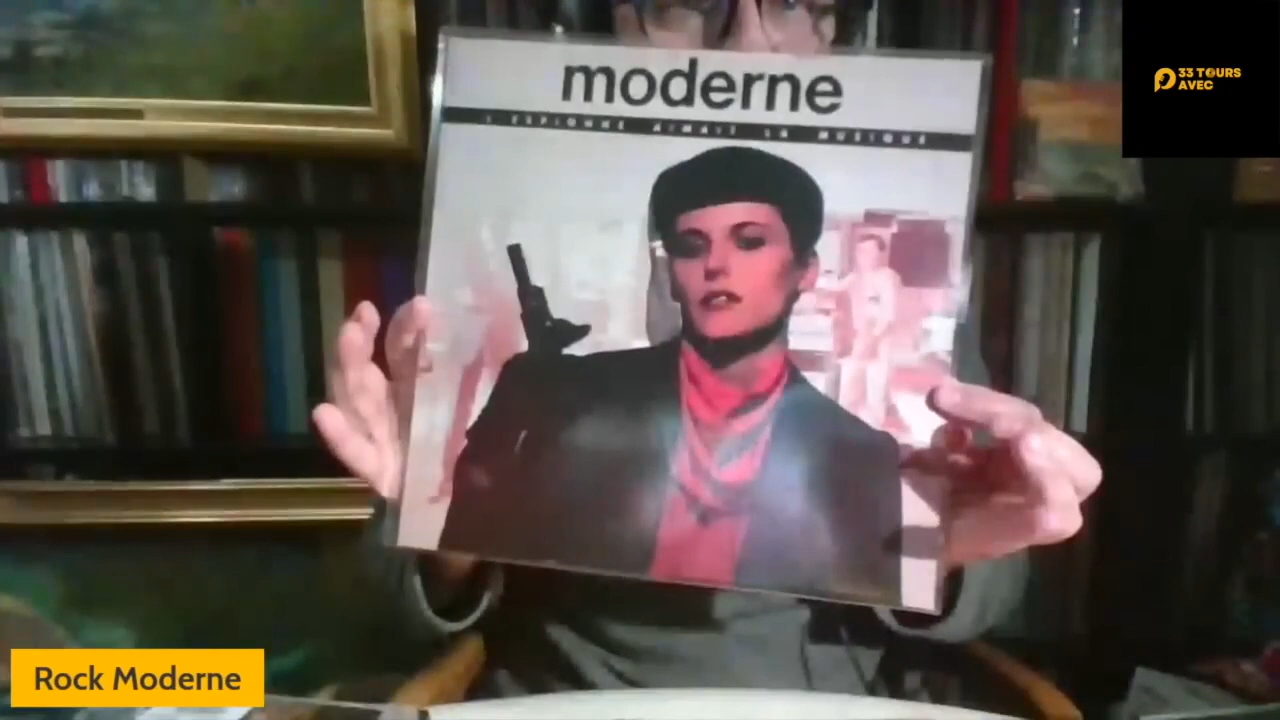 moderne
L'ESPIONNE AIMAIT LA MUSIQUE
33 TOURS
AVEC
Rock Moderne